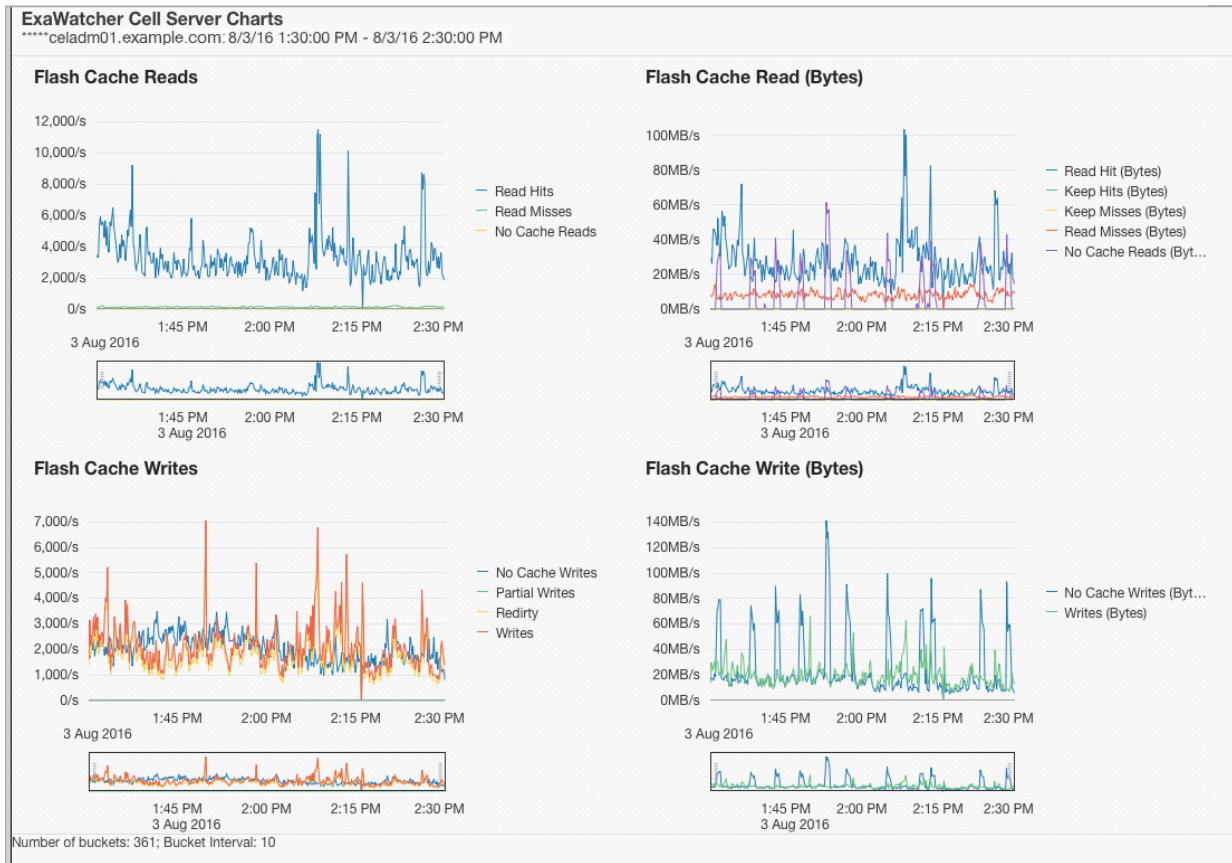 ExaWatcher Cell Server Charts
*****celadm01.example.com: 8/3/16 1:30:00 PM - 8/3/16 2:30:00 PM
Flash Cache Reads
12,000/s
10,000/s
8,000/s
6,000/s
4,000/s
2,000/s
0/s
1:45 PM 2:00 PM 2:15 PM 2:30 PM
3 Aug 2016
Read Hits
Read Misses
No Cache Reads
1:45 PM 2:00 PM 2:15 PM 2:30 PM
3 Aug 2016
Flash Cache Read (Bytes)
100MB/s
80MB/s
60MB/s
40MB/s
20MB/s
0MB/s
1:45 PM 2:00 PM 2:15 PM 2:30 PM
3 Aug 2016
Read Hit (Bytes)
Keep Hits (Bytes)
Keep Misses (Bytes)
Read Misses (Bytes)
No Cache Reads (Byt...
1:45 PM 2:00 PM 2:15 PM 2:30 PM
3 Aug 2016
Flash Cache Writes
7,000/s
6,000/s
5,000/s
4,000/s
3,000/s
2,000/s
1,000/s
0/s
1:45 PM 2:00 PM 2:15 PM 2:30 PM
3 Aug 2016
No Cache Writes
Partial Writes
Redirty
Writes
1:45 PM 2:00 PM 2:15 PM 2:30 PM
3 Aug 2016
Flash Cache Write (Bytes)
140MB/s
120MB/s
100MB/s
80MB/s
60MB/s
40MB/s
20MB/s
0MB/s
1:45 PM 2:00 PM 2:15 PM 2:30 PM
3 Aug 2016
No Cache Writes (Byt...
Writes (Bytes)
1:45 PM 2:00 PM 2:15 PM 2:30 PM
3 Aug 2016
Number of buckets: 361; Bucket Interval: 10